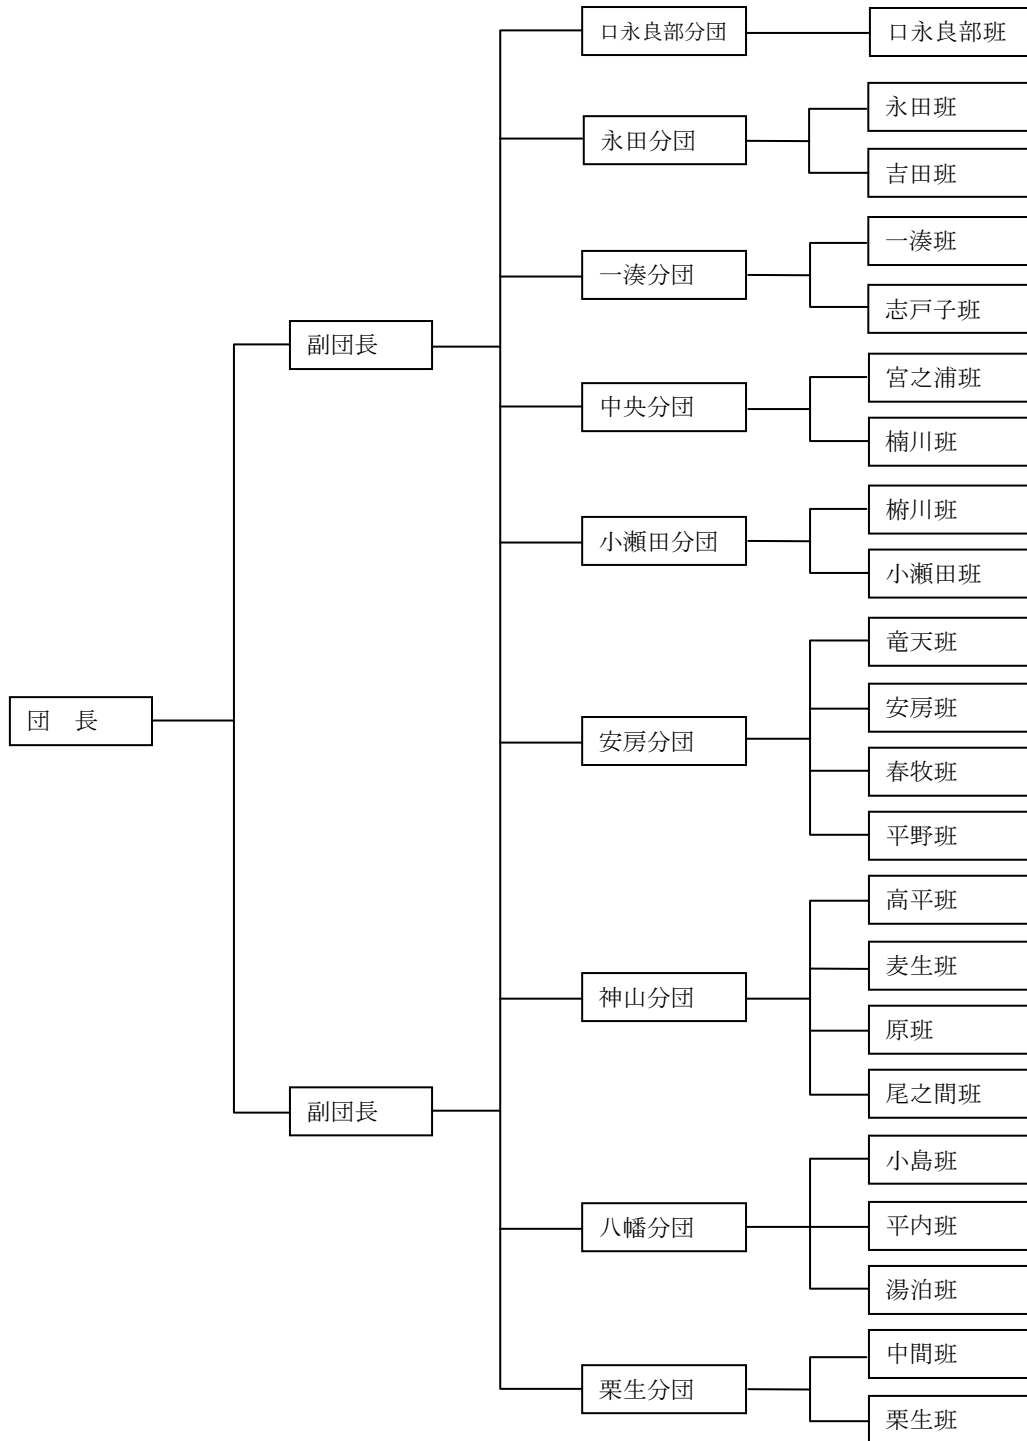 団　長
副団長
副団長
口永良部分団
口永良部班
永田分団
永田班
吉田班
一湊分団
一湊班
志戸子班
中央分団
宮之浦班
楠川班
小瀬田分団
椨川班
小瀬田班
安房分団
竜天班
安房班
春牧班
平野班
神山分団
高平班
麦生班
原班
尾之間班
八幡分団
小島班
平内班
湯泊班
栗生分団
中間班
栗生班